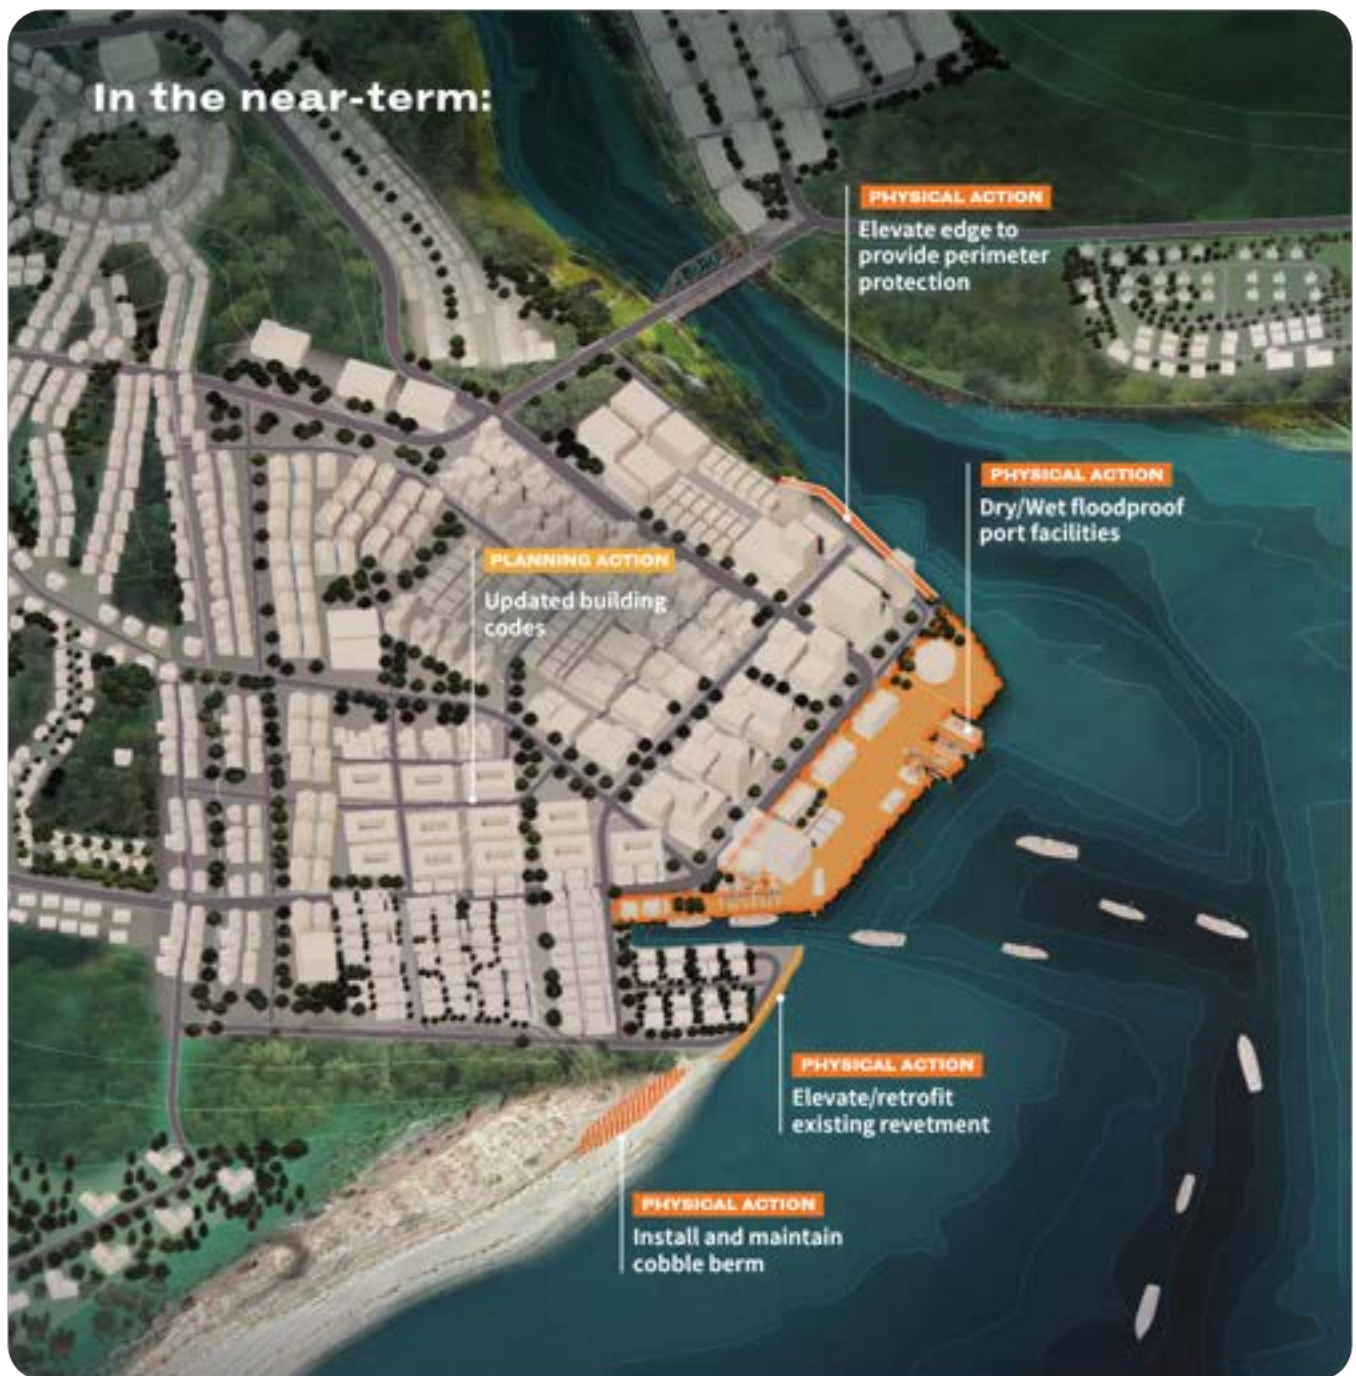 In the near-term:
PHYSICAL ACTION
Elevate edge to
provide perimeter
protection
PHYSICAL ACTION
Dry/Wet floodproof
port facilities
PLANNING ACTION
Updated building
codes
PHYSICAL ACTION
Elevate/retrofit
existing revetment
PHYSICAL ACTION
Install and maintain
cobble berm